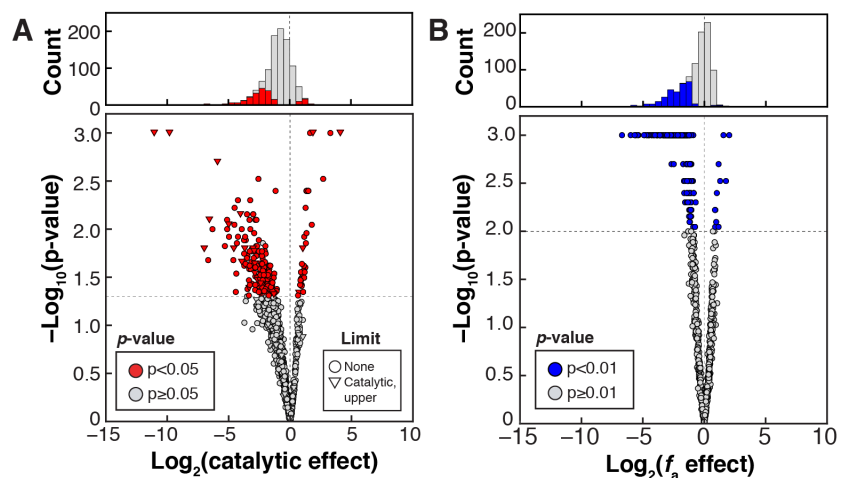 A
Count
200
100
0
3.0
2.5
2.0
1.5
1.0
0.5
0
−Log10(p-value)
p-value
p<0.05
p≥0.05
Limit
None
Catalytic,
upper
−15
−10
−5
0
5
10
Log2(catalytic effect)
B
Count
200
100
0
3.0
2.5
2.0
1.5
1.0
0.5
0
−Log10(p-value)
p-value
p<0.01
p≥0.01
−15
−10
−5
0
5
10
Log2(fa effect)